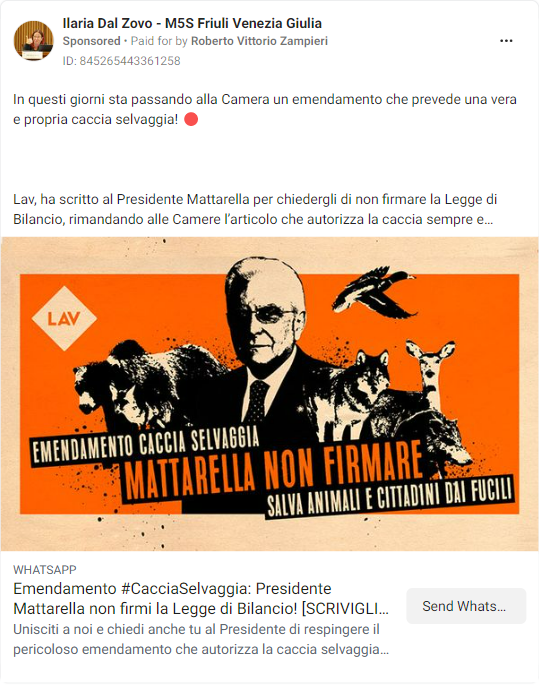 Ilaria Dal Zovo - M5S Friuli Venezia Giulia
Sponsored • Paid for by Roberto Vittorio Zampieri
ID: 845265443361258
In questi giorni sta passando alla Camera un emendamento che prevede una vera
e propria caccia selvaggia! 🔴
Lav, ha scritto al Presidente Mattarella per chiedergli di non firmare la Legge di
Bilancio, rimandando alle Camere l'articolo che autorizza la caccia sempre e…
LAV
EMENDAMENTO CACCIA SELVAGGIA
MATTARELLA NON FIRMARE
SALVA ANIMALI E CITTADINI DAI FUCILI
WHATSAPP
Emendamento #CacciaSelvaggia: Presidente
Mattarella non firmi la Legge di Bilancio! [SCRIVIGLI…
Send Whats…
Unisciti a noi e chiedi anche tu al Presidente di respingere il
pericoloso emendamento che autorizza la caccia selvaggia…